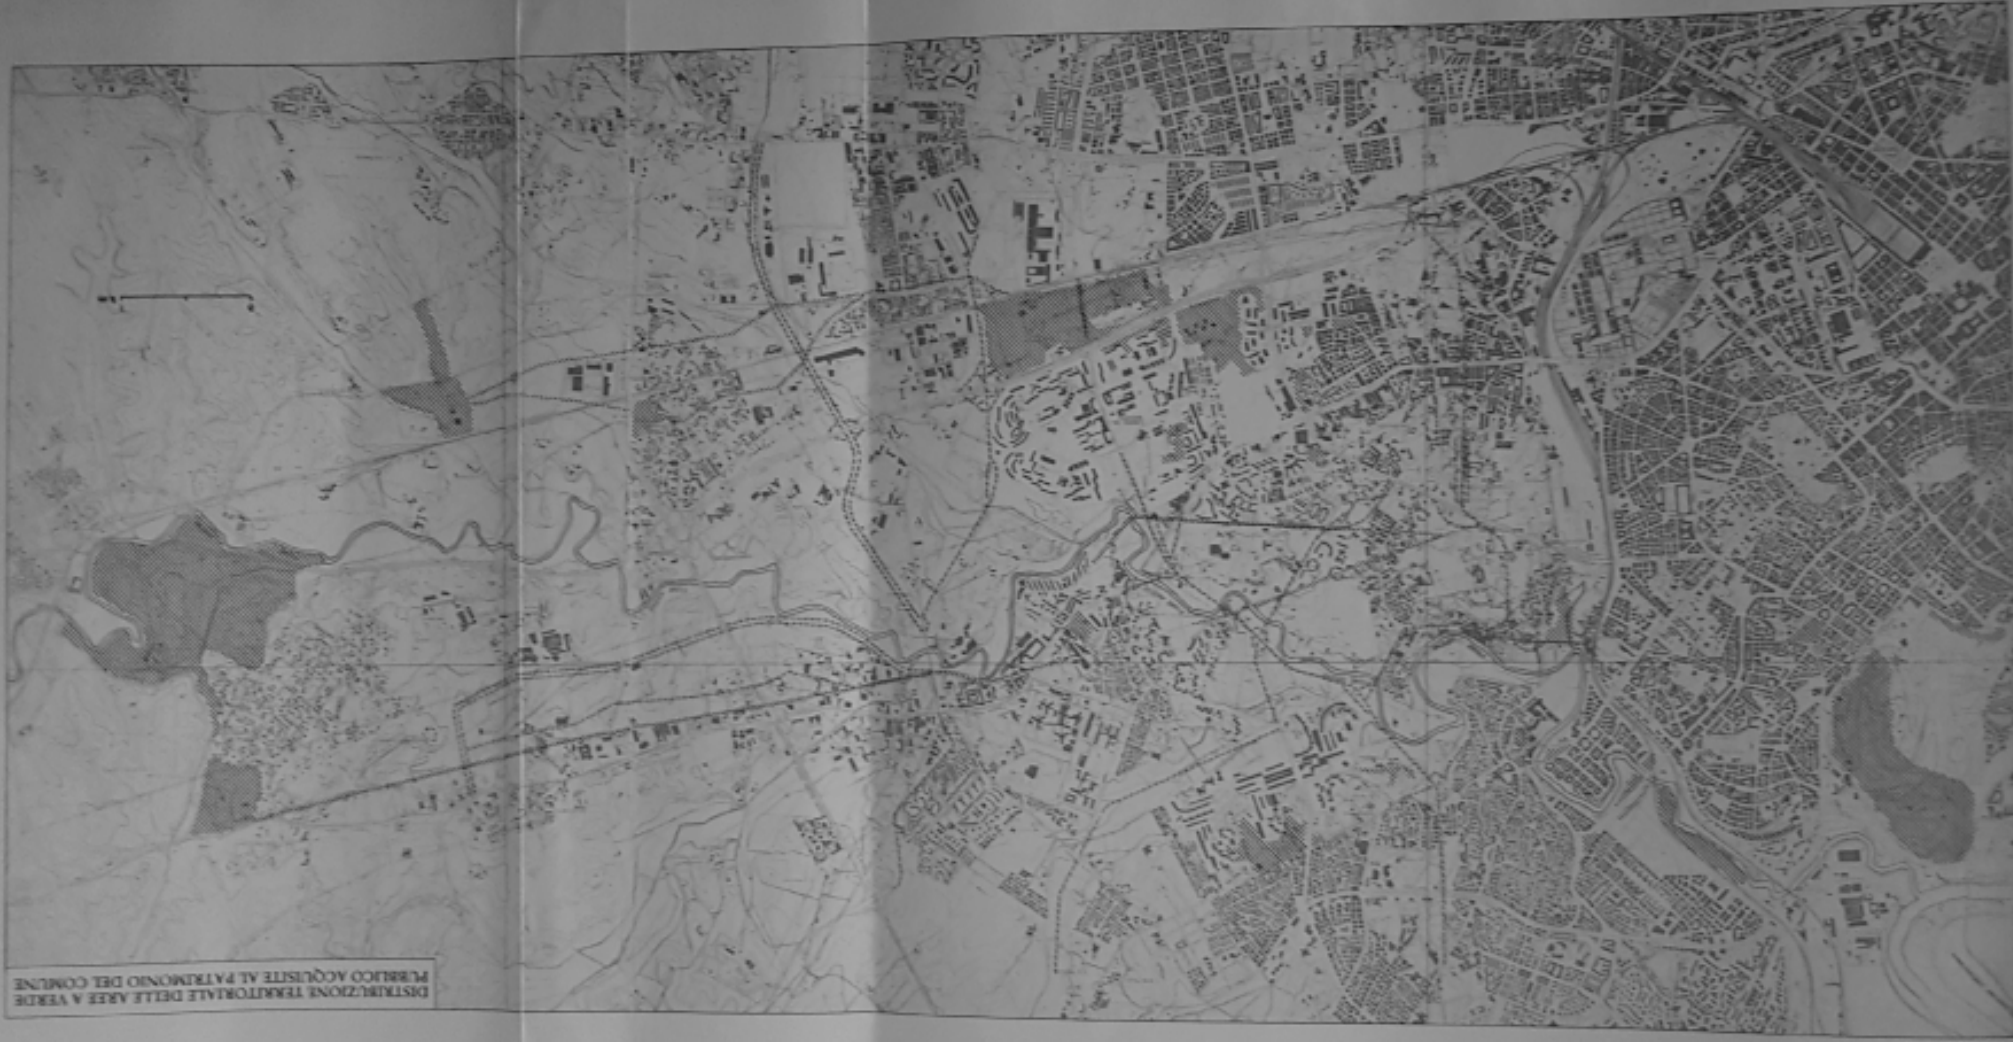 DISTRIBUZIONE TERRITORIALE DELLE AREE A VERDE
PUBBLICO ACQUISITE AL PATRIMONIO DEL COMUNE